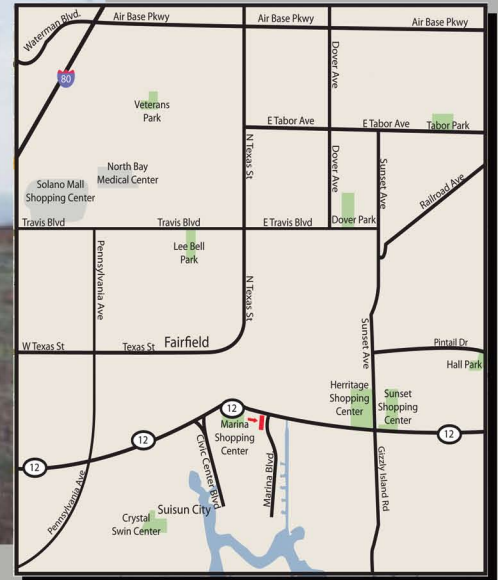 Air Base Pkwy
Air Base Pkwy
Air Base Pkwy
Waterman Blvd.
80
Dover Ave
Veterans
Park
E Tabor Ave
E Tabor Ave
Tabor Park
N Texas St
Dover Ave
Sunset Ave
Railroad Ave
North Bay
Medical Center
Solano Mall
Shopping Center
Travis Blvd
Travis Blvd
E Travis Blvd
Dover Park
Lee Bell
Park
Pennsylvania Ave
N Texas St
Sunset Ave
W Texas St
Texas St
Fairfield
Pintail Dr
Hall Park
Heritage
Shopping
Center
Sunset
Shopping
Center
12
12
12
12
Marina
Shopping
Center
Civic Center Blvd
Marina Blvd
Grizzly Island Rd
Pennsylvania Ave
Suisun City
Crystal
Swin Center